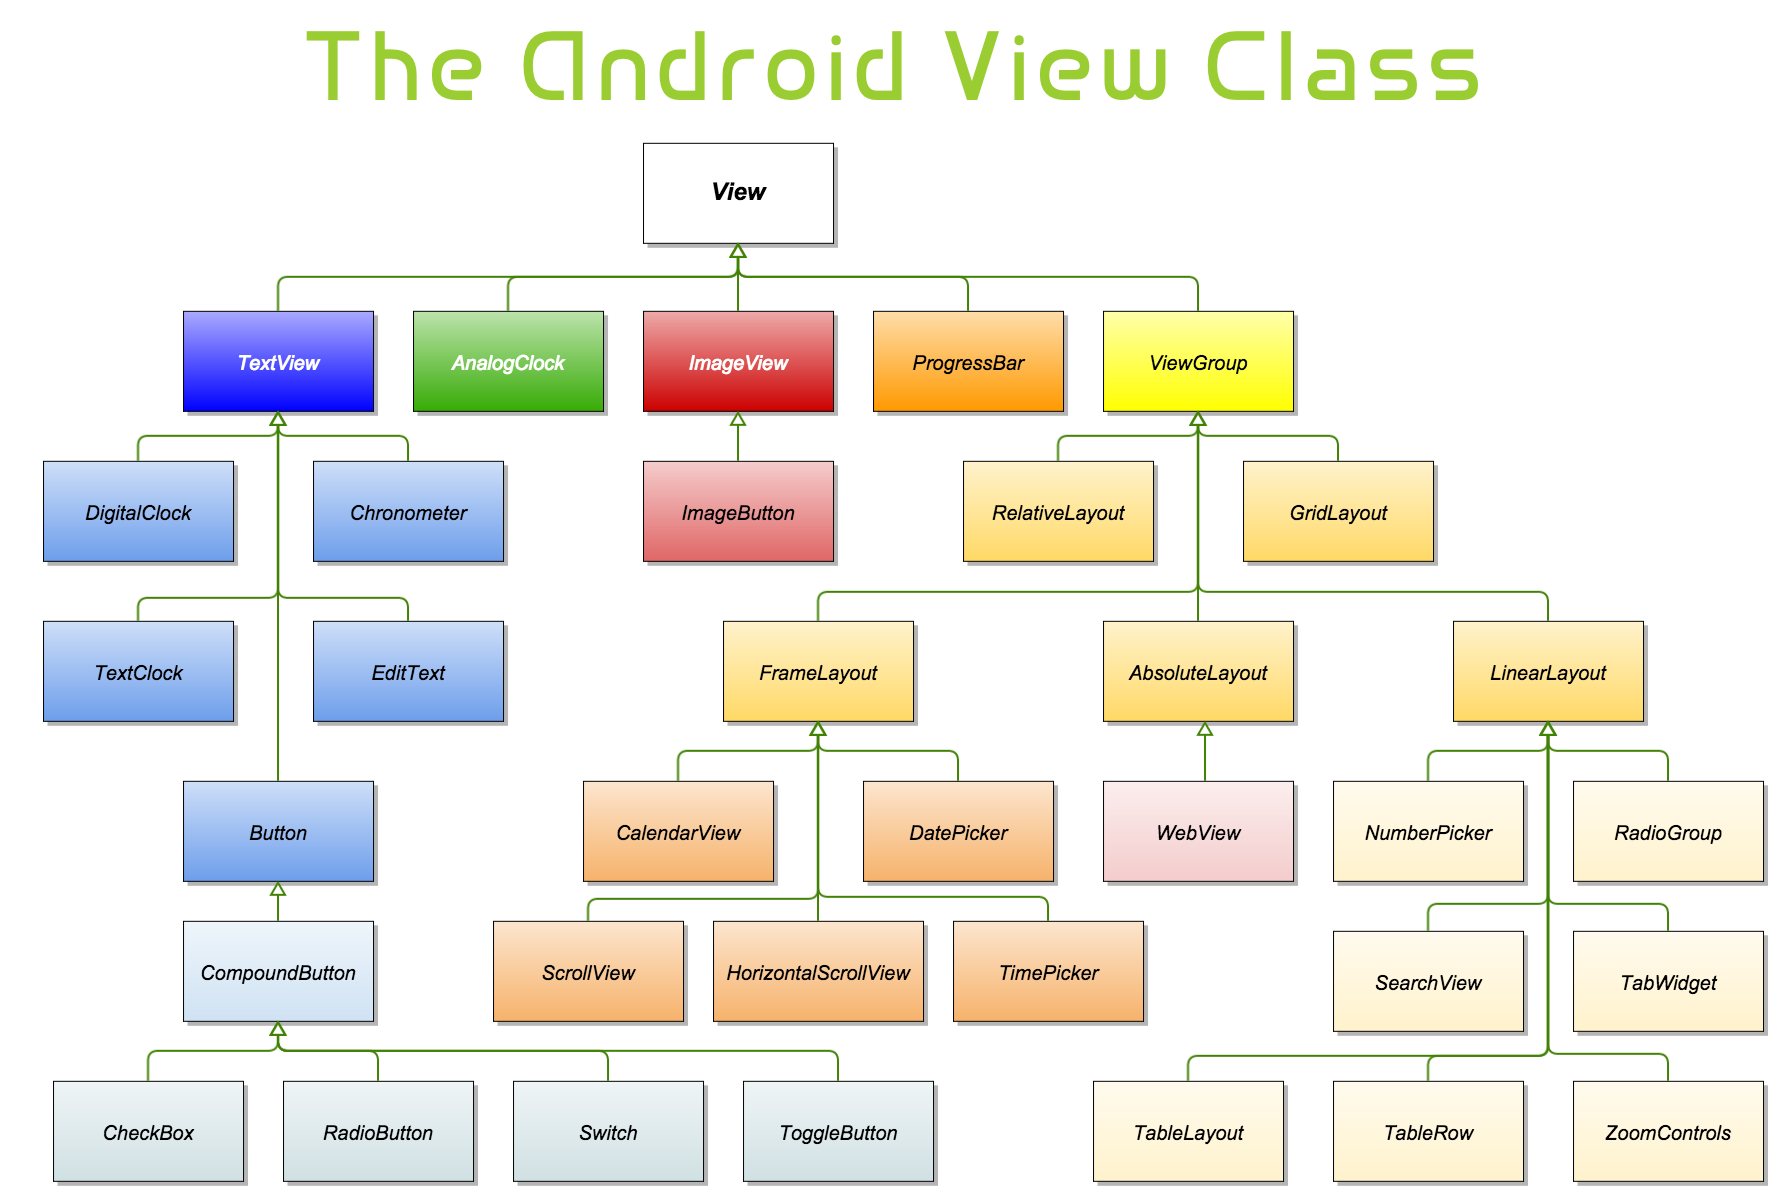 The Android View Class
View
TextView
AnalogClock
ImageView
ProgressBar
ViewGroup
DigitalClock
Chronometer
ImageButton
RelativeLayout
GridLayout
TextClock
EditText
FrameLayout
AbsoluteLayout
LinearLayout
Button
CalendarView
DatePicker
WebView
NumberPicker
RadioGroup
CompoundButton
ScrollView
HorizontalScrollView
TimePicker
SearchView
TabWidget
CheckBox
RadioButton
Switch
ToggleButton
TableLayout
TableRow
ZoomControls